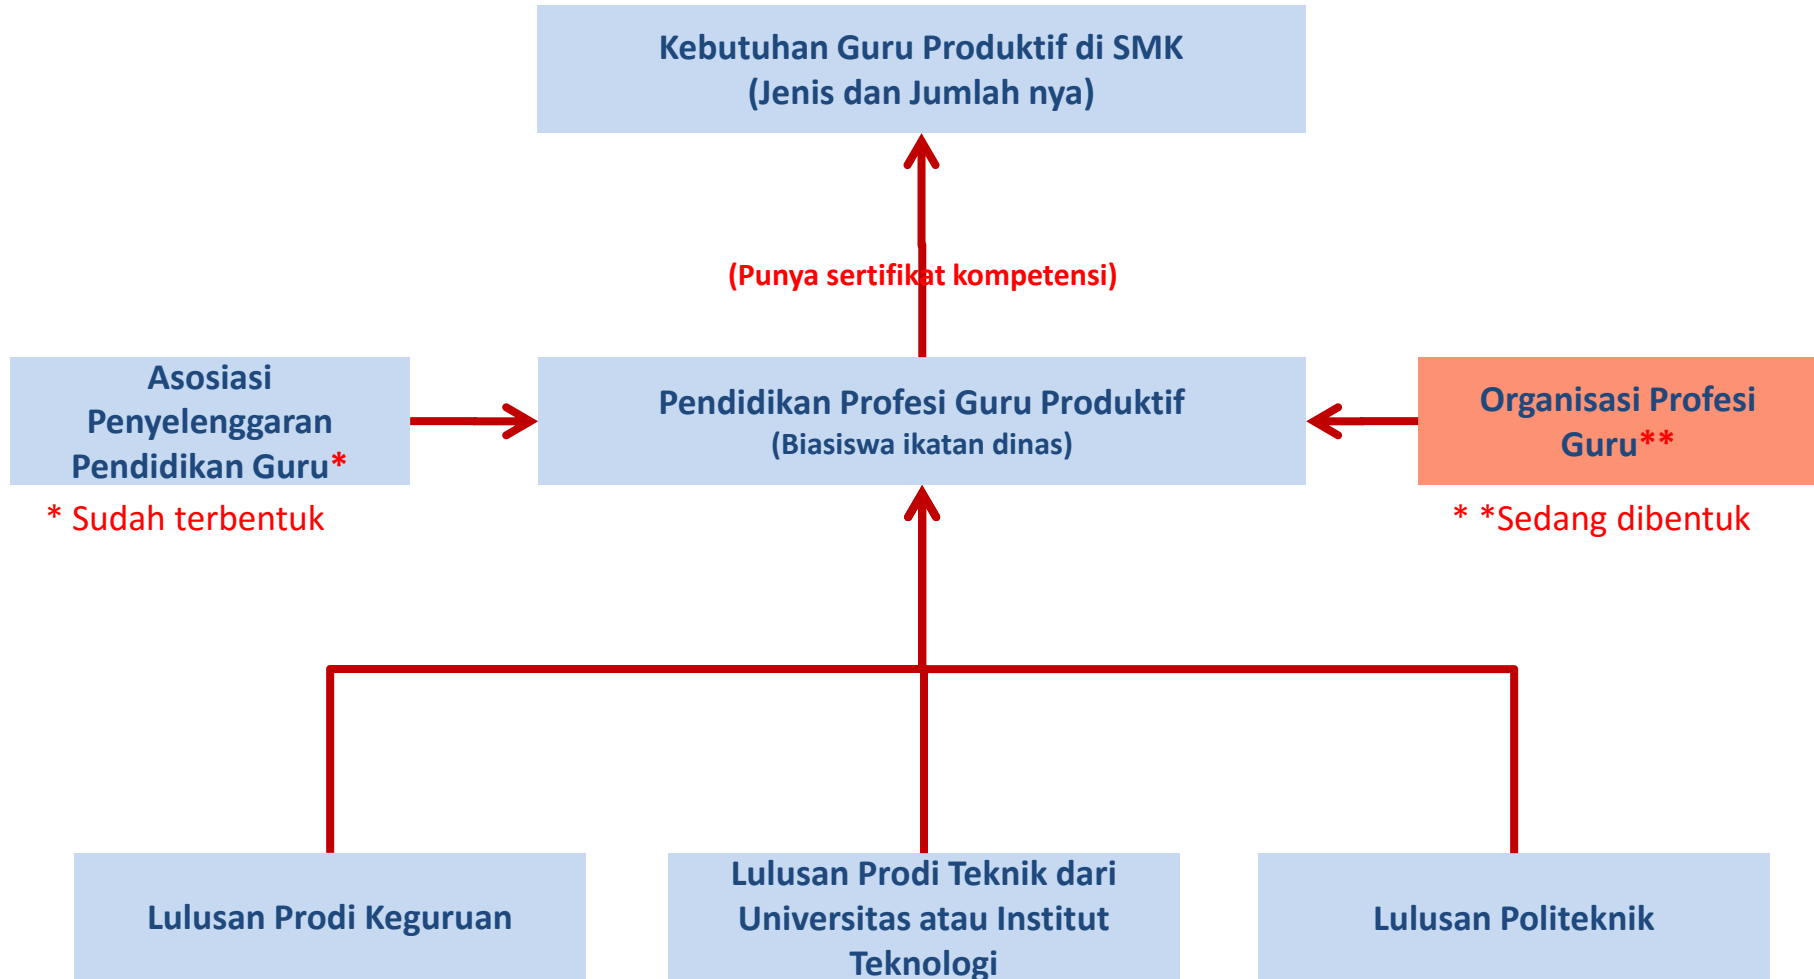 Kebutuhan Guru Produktif di SMK
(Jenis dan Jumlah nya)
(Punya sertifikat kompetensi)
Asosiasi
Penyelenggaran
Pendidikan Guru*
* Sudah terbentuk
Pendidikan Profesi Guru Produktif
(Biasiswa ikatan dinas)
Organisasi Profesi
Guru**
* *Sedang dibentuk
Lulusan Prodi Keguruan
Lulusan Prodi Teknik dari
Universitas atau Institut
Teknologi
Lulusan Politeknik